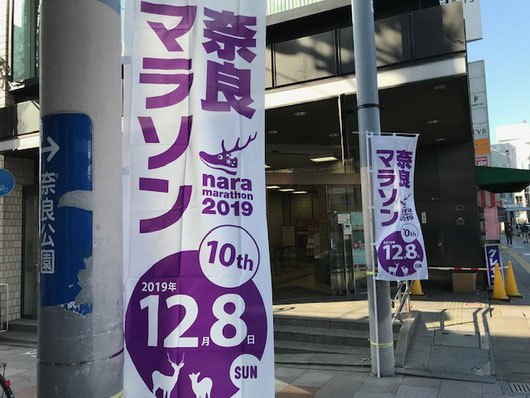 奈良マラソン
nara
marathon
2019
10th
2019年
12月8日
SUN
→奈良公園
奈良マラソン
12.8